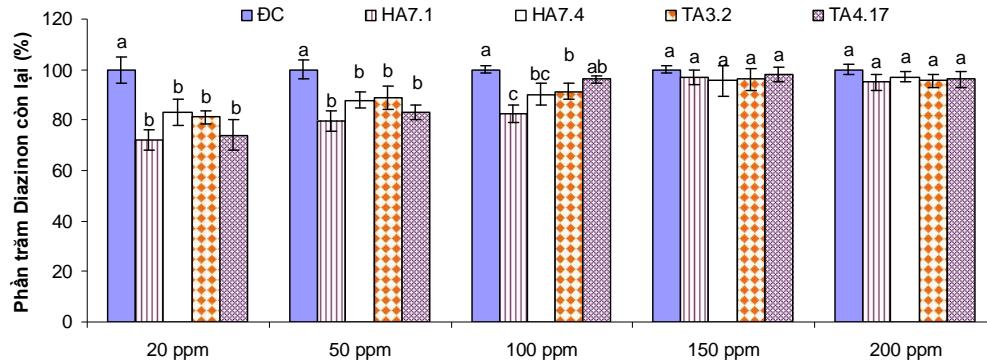 ĐC HA7.1 HA7.4 TA3.2 TA4.17
Phần trăm Diazinon còn lại (%)
120
100
80
60
40
20
0
a b b b b
a b b b b
a c bc b ab
a a a a a
a a a a a
20 ppm 50 ppm 100 ppm 150 ppm 200 ppm